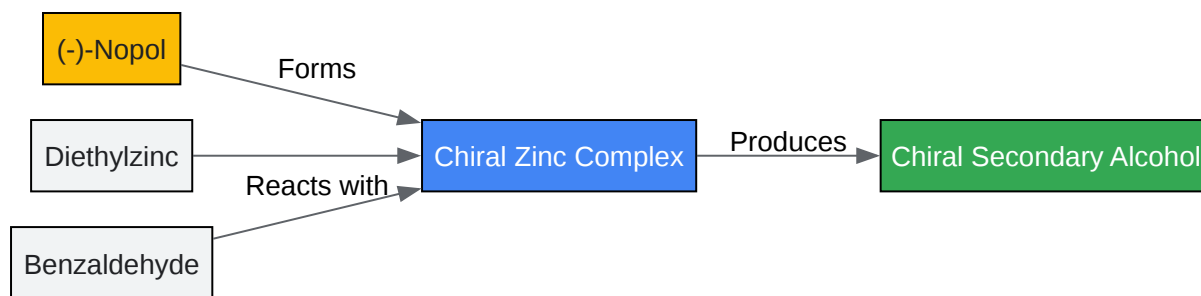 (-)-Nopol
Forms
Diethylzinc
Chiral Zinc Complex
Produces
Chiral Secondary Alcohol
Reacts with
Benzaldehyde